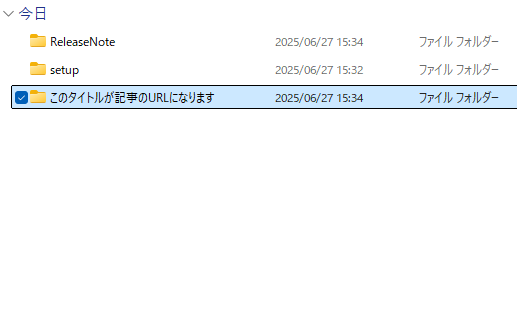 今日
ReleaseNote 2025/06/27 15:34 ファイル フォルダー
setup 2025/06/27 15:32 ファイル フォルダー
このタイトルが記事のURLになります 2025/06/27 15:34 ファイル フォルダー